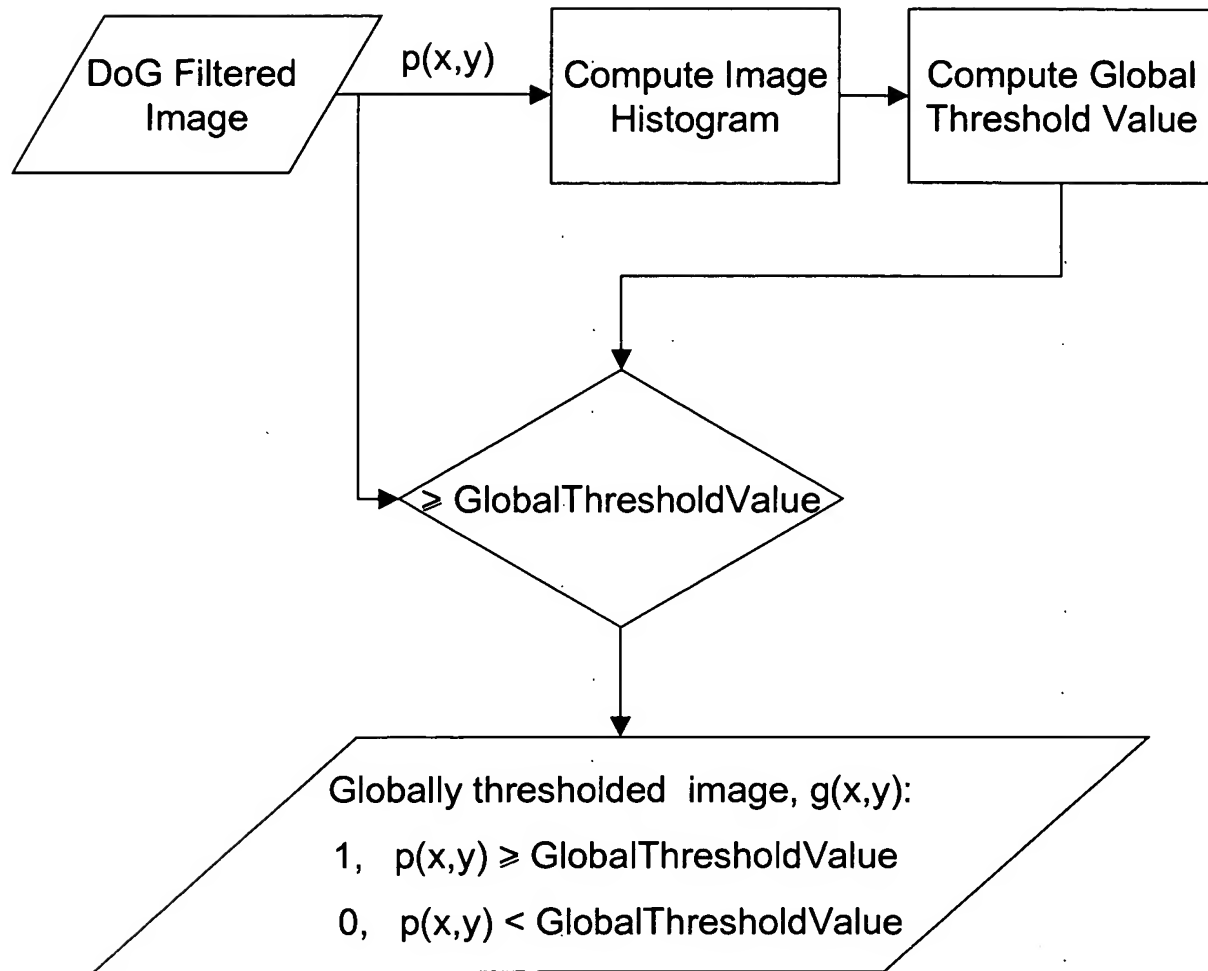 DoG Filtered
Image
p(x,y)
Compute Image
Histogram
Compute Global
Threshold Value
⩾ GlobalThresholdValue
Globally thresholded image, g(x,y):
1, p(x,y) ⩾ GlobalThresholdValue
0, p(x,y) < GlobalThresholdValue